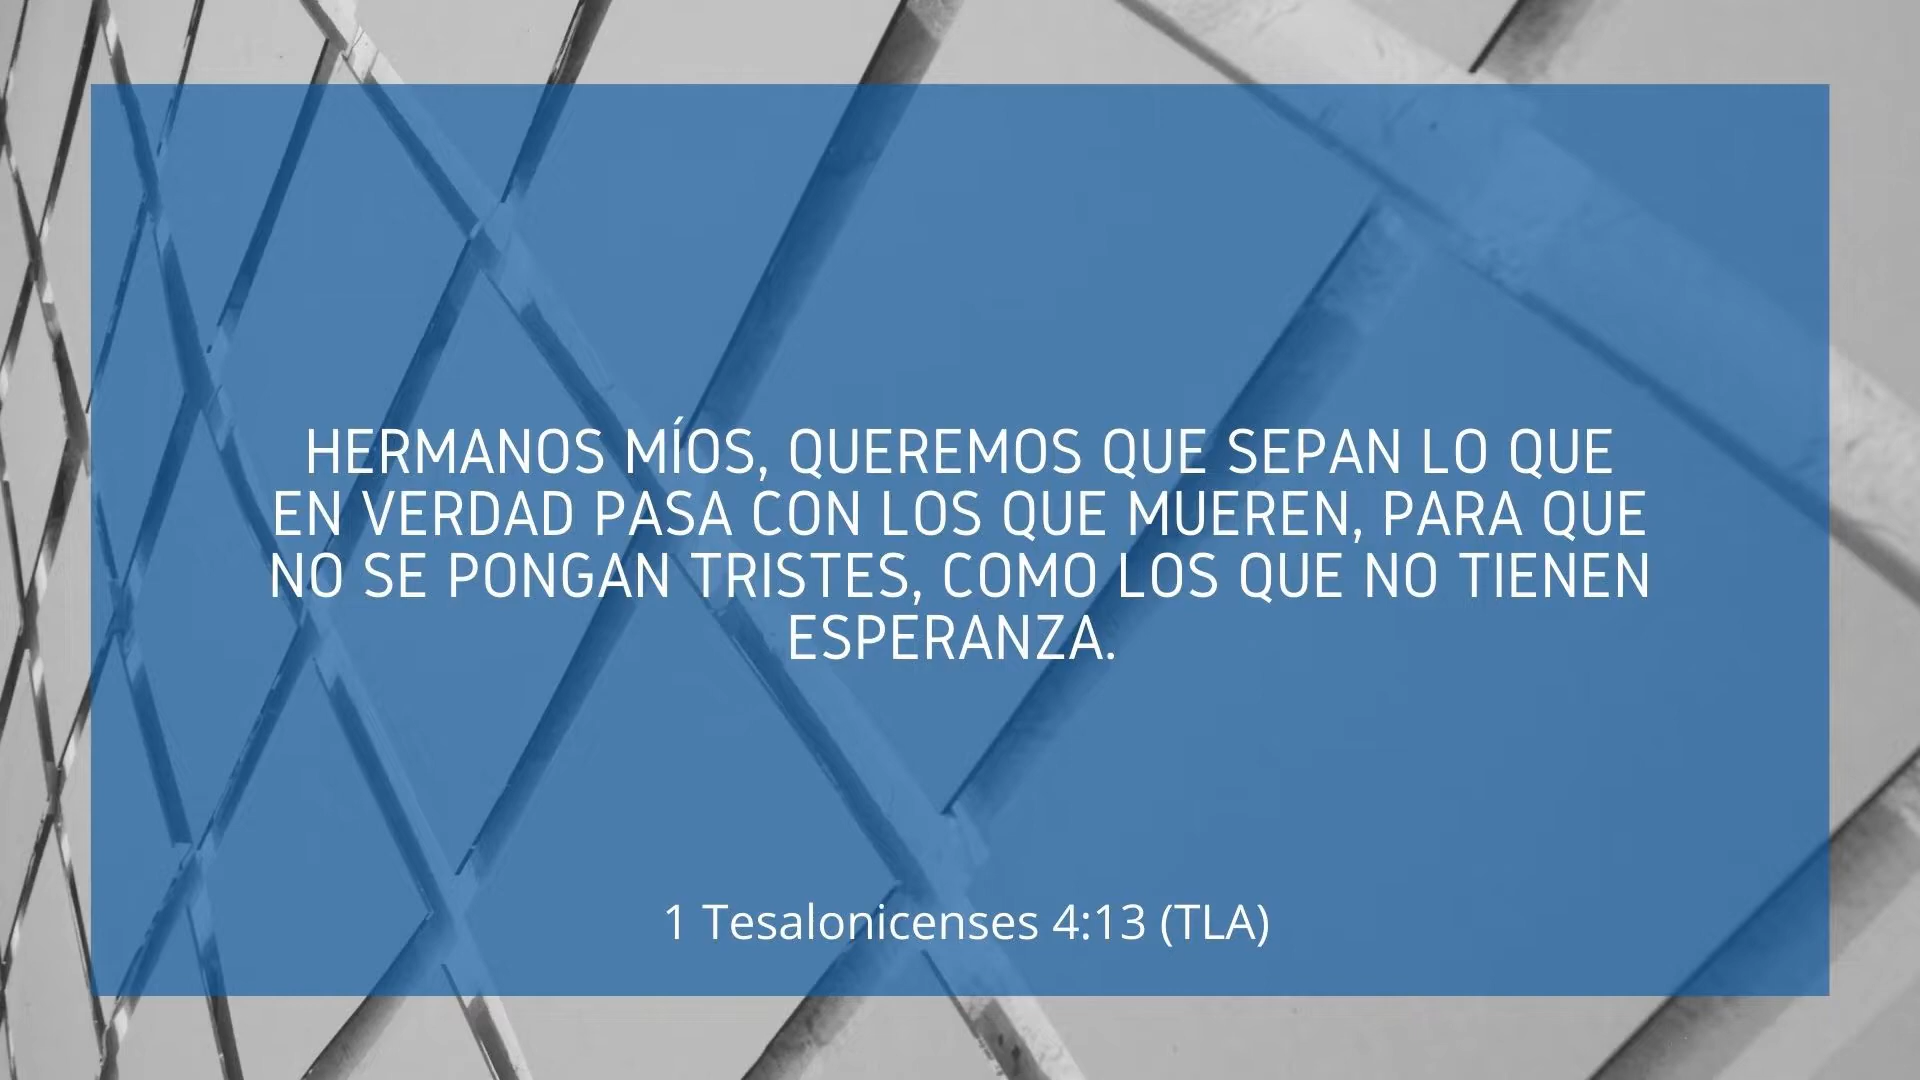 HERMANOS MÍOS, QUEREMOS QUE SEPAN LO QUE
EN VERDAD PASA CON LOS QUE MUEREN, PARA QUE
NO SE PONGAN TRISTES, COMO LOS QUE NO TIENEN
ESPERANZA.
1 Tesalonicenses 4:13 (TLA)